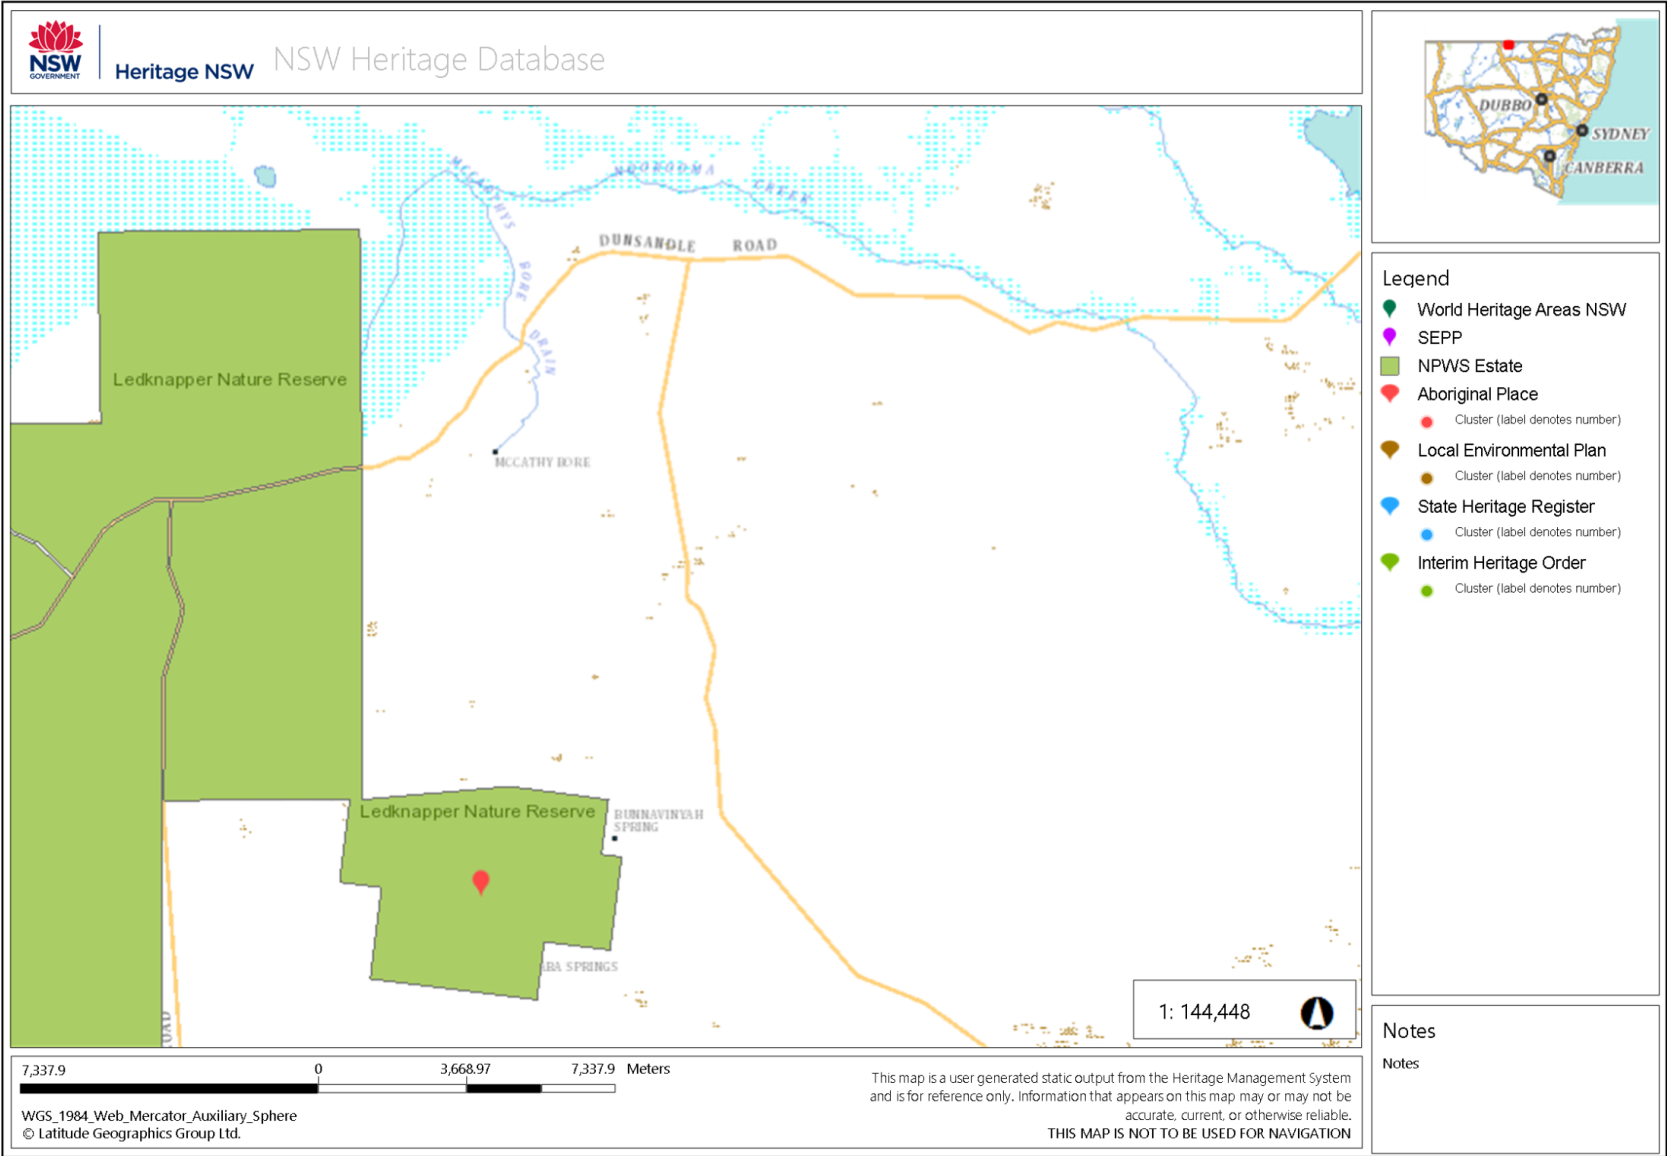 NSW
GOVERNMENT
Heritage NSW
NSW Heritage Database
DUBBO
SYDNEY
CANBERRA
MCCATHYS BORE DRAIN
CREEK
DUNSANDLE ROAD
Ledknapper Nature Reserve
MCCATHY BORE
Ledknapper Nature Reserve
BUNNAVINYAH
SPRING
SPRINGS
1: 144,448
Legend
World Heritage Areas NSW
SEPP
NPWS Estate
Aboriginal Place
Cluster (label denotes number)
Local Environmental Plan
Cluster (label denotes number)
State Heritage Register
Cluster (label denotes number)
Interim Heritage Order
Cluster (label denotes number)
Notes
Notes
7,337.9 0 3,668.97 7,337.9 Meters
WGS_1984_Web_Mercator_Auxiliary_Sphere
© Latitude Geographics Group Ltd.
This map is a user generated static output from the Heritage Management System
and is for reference only. Information that appears on this map may or may not be
accurate, current, or otherwise reliable.
THIS MAP IS NOT TO BE USED FOR NAVIGATION